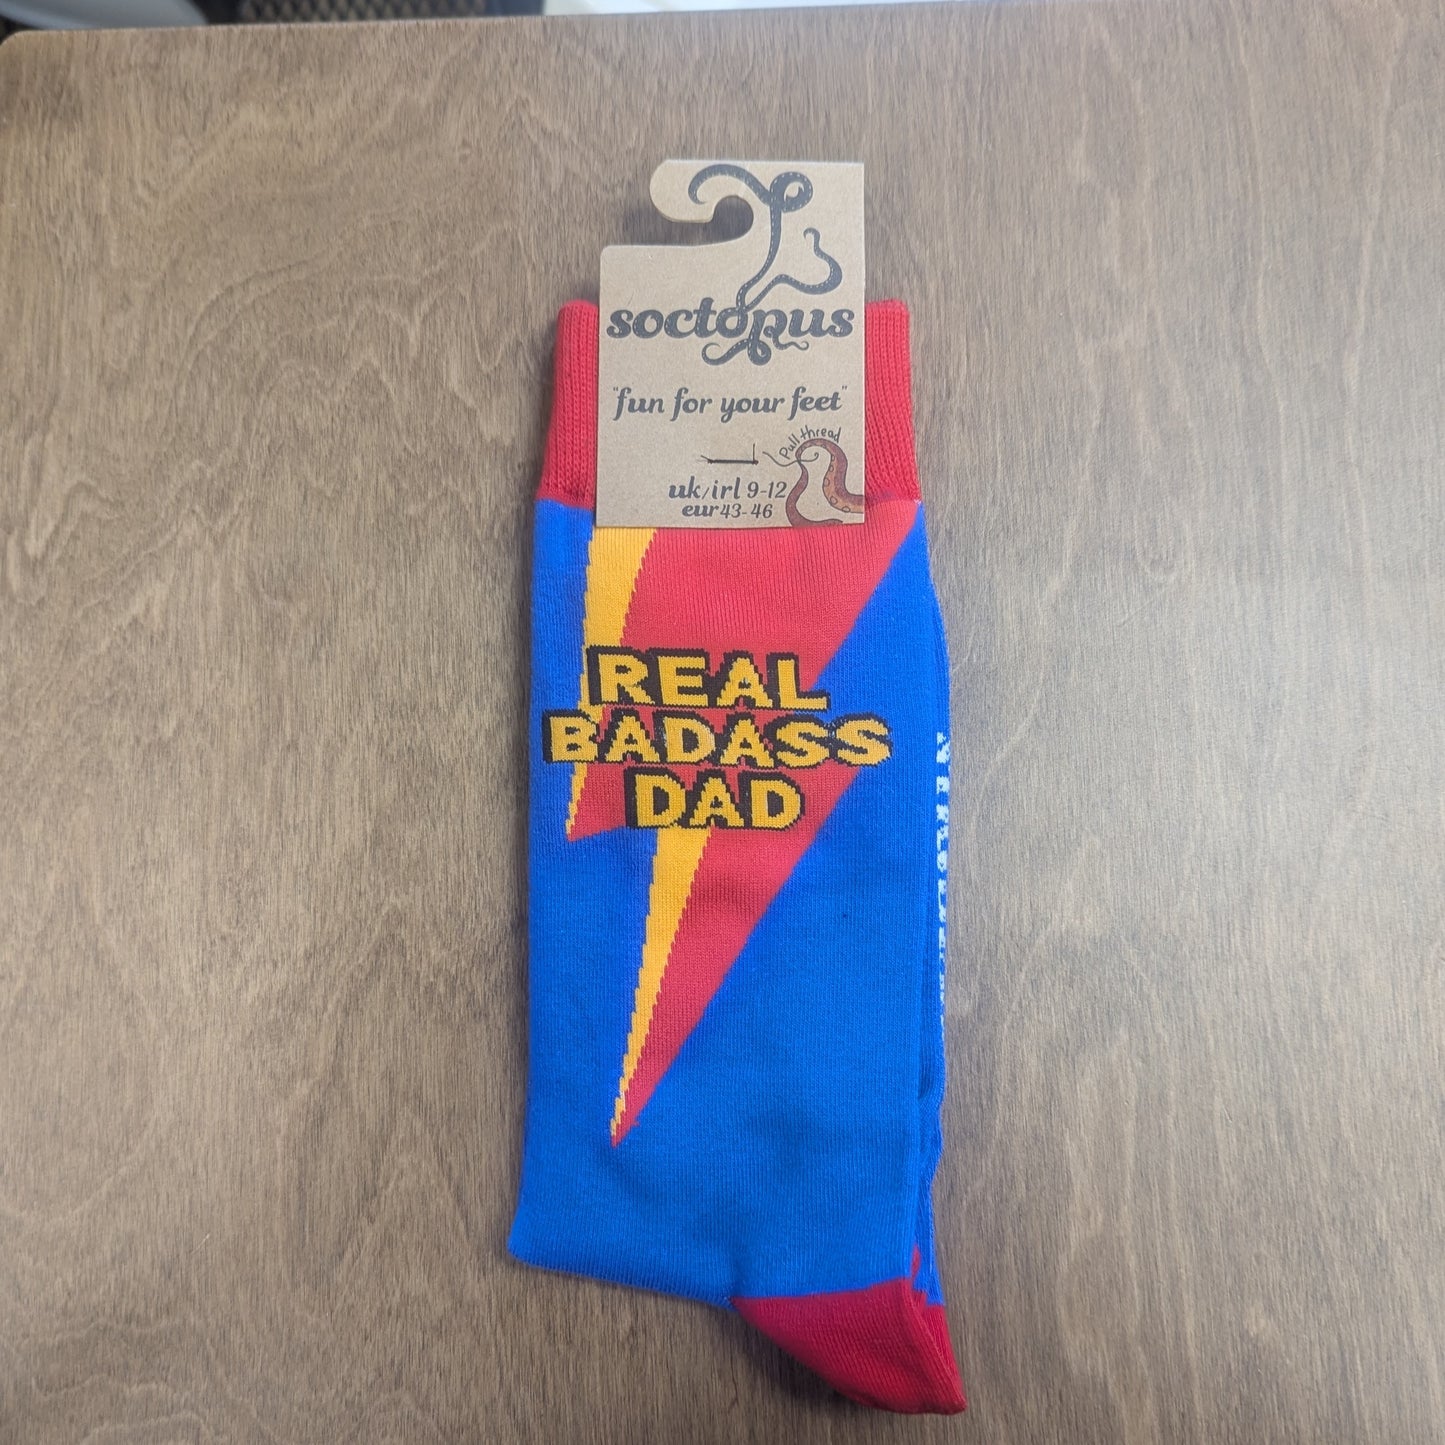 soctopus
"fun for your feet"
Pull thread
uk/irl 9-12
eur 43-46
REAL
BADASS
DAD